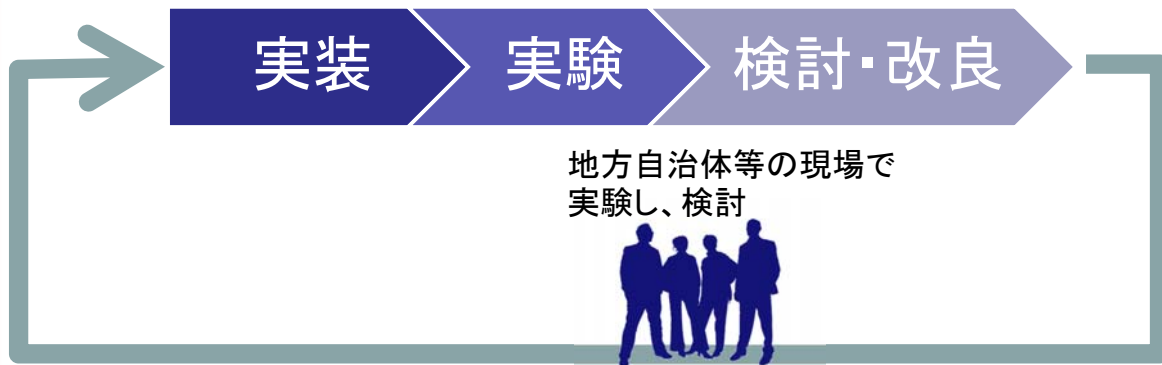 実装
実験
検討・改良
地方自治体等の現場で
実験し、検討